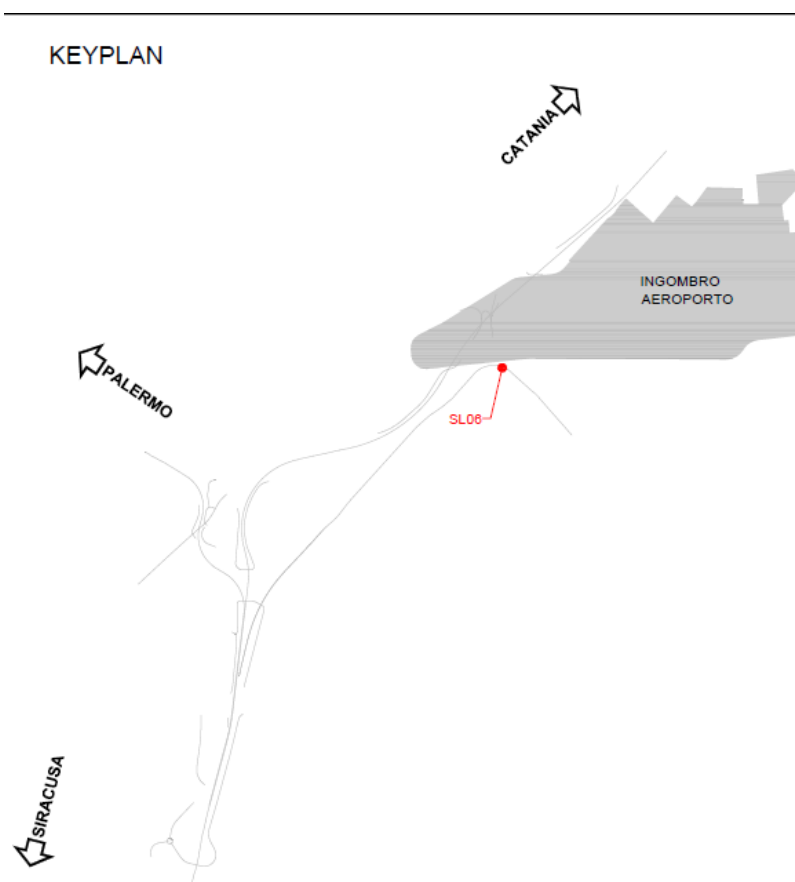 KEYPLAN
CATANIA
INGOMBRO
AEROPORTO
PALERMO
SL06
SIRACUSA